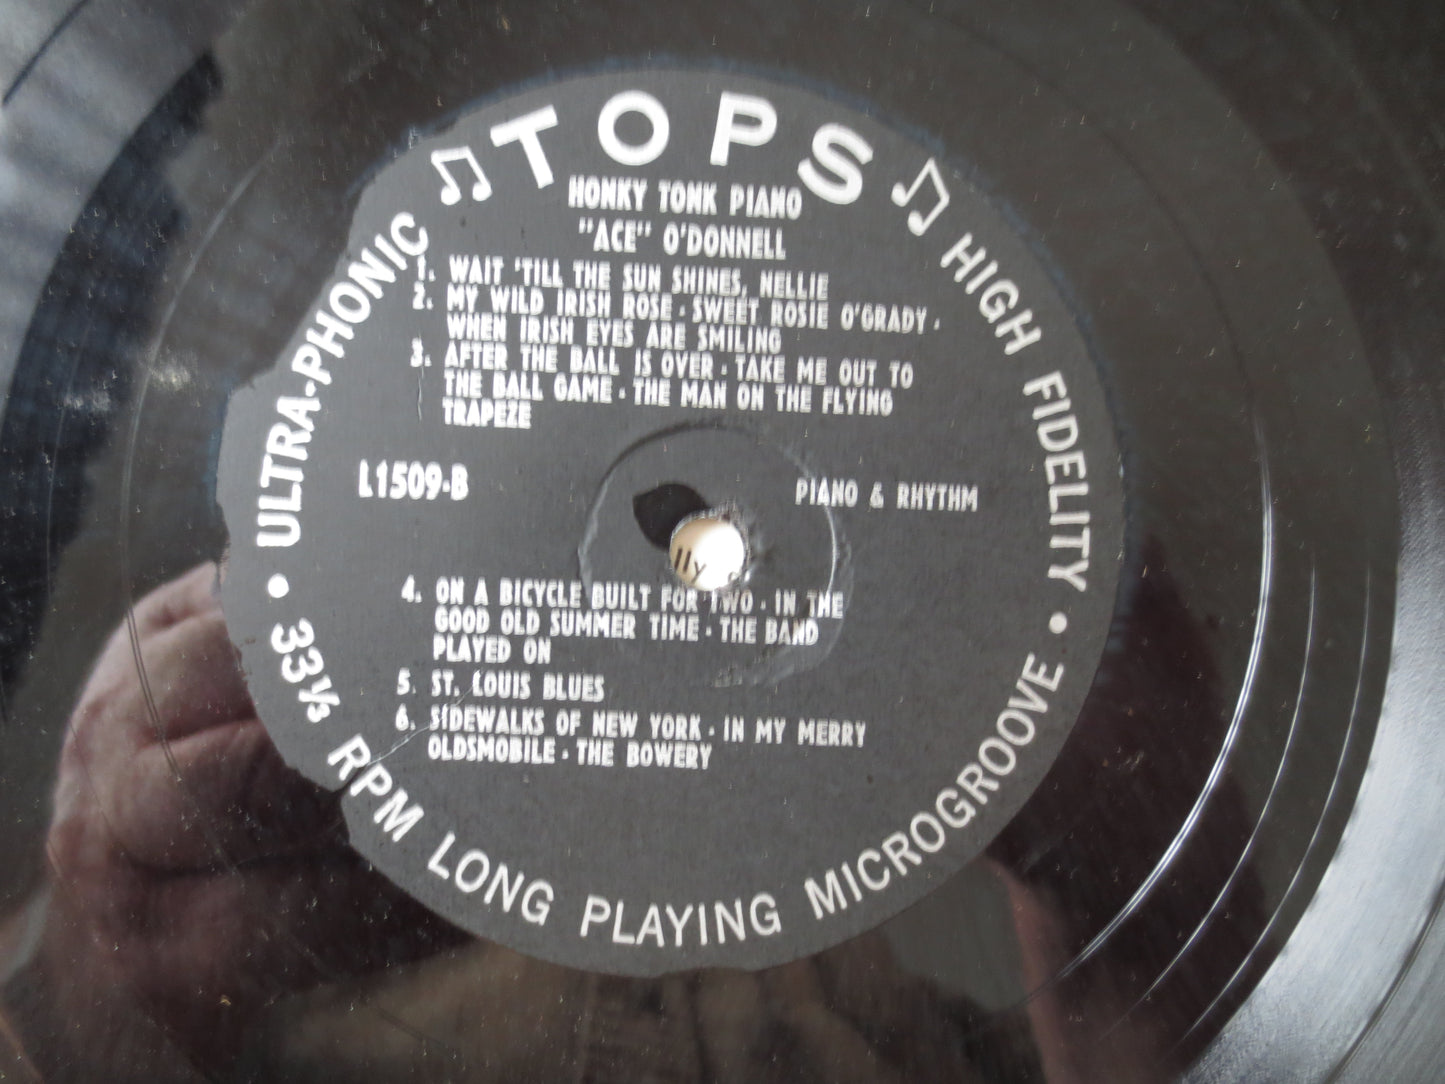 ♫ TOPS ♫
HONKY TONK PIANO
"ACE" O'DONNELL
1. WAIT 'TILL THE SUN SHINES, NELLIE
2. MY WILD IRISH ROSE · SWEET ROSIE O'GRADY ·
WHEN IRISH EYES ARE SMILING
3. AFTER THE BALL IS OVER · TAKE ME OUT TO
THE BALL GAME · THE MAN ON THE FLYING
TRAPEZE
L1509-B
PIANO & RHYTHM
4. ON A BICYCLE BUILT FOR TWO · IN THE
GOOD OLD SUMMER TIME · THE BAND
PLAYED ON
5. ST. LOUIS BLUES
6. SIDEWALKS OF NEW YORK · IN MY MERRY
OLDSMOBILE · THE BOWERY
ULTRA-PHONIC
HIGH FIDELITY
• 33⅓ RPM LONG PLAYING MICROGROOVE •